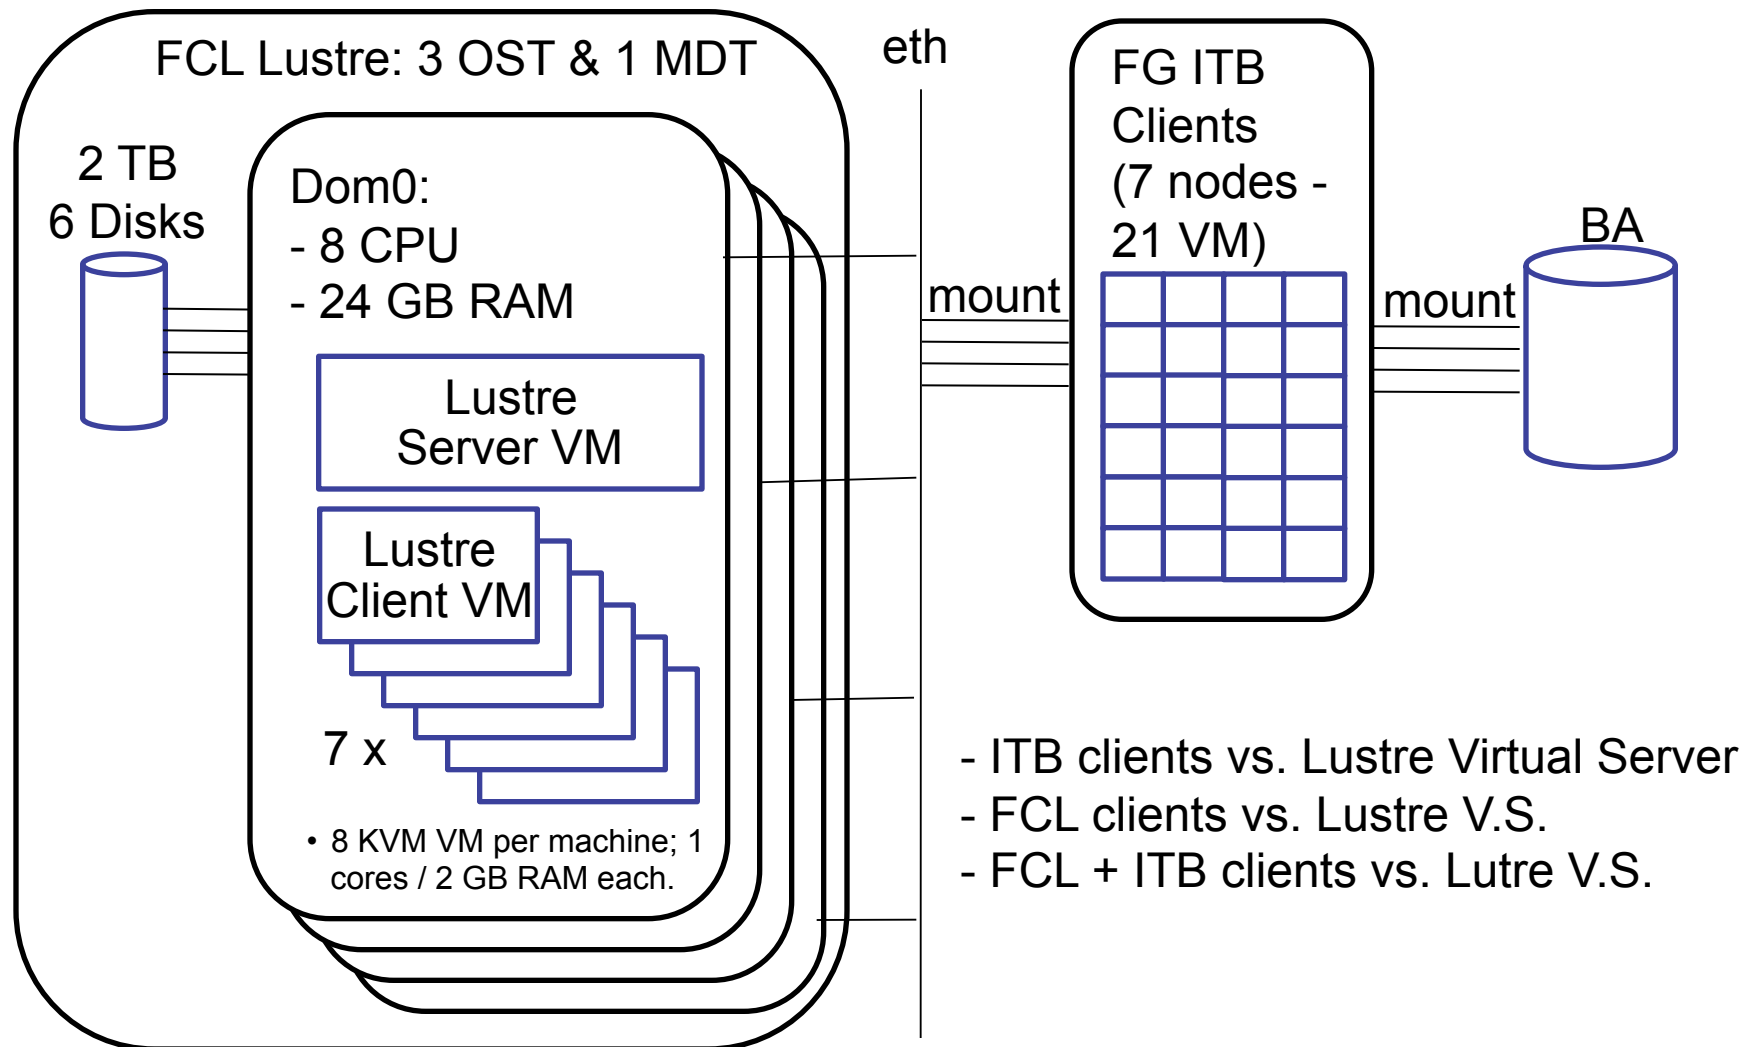 FCL Lustre: 3 OST & 1 MDT
eth
2 TB
6 Disks
Dom0:
- 8 CPU
- 24 GB RAM
Lustre
Server VM
Lustre
Client VM
7 x
• 8 KVM VM per machine; 1
cores / 2 GB RAM each.
mount
FG ITB
Clients
(7 nodes -
21 VM)
mount
BA
- ITB clients vs. Lustre Virtual Server
- FCL clients vs. Lustre V.S.
- FCL + ITB clients vs. Lutre V.S.